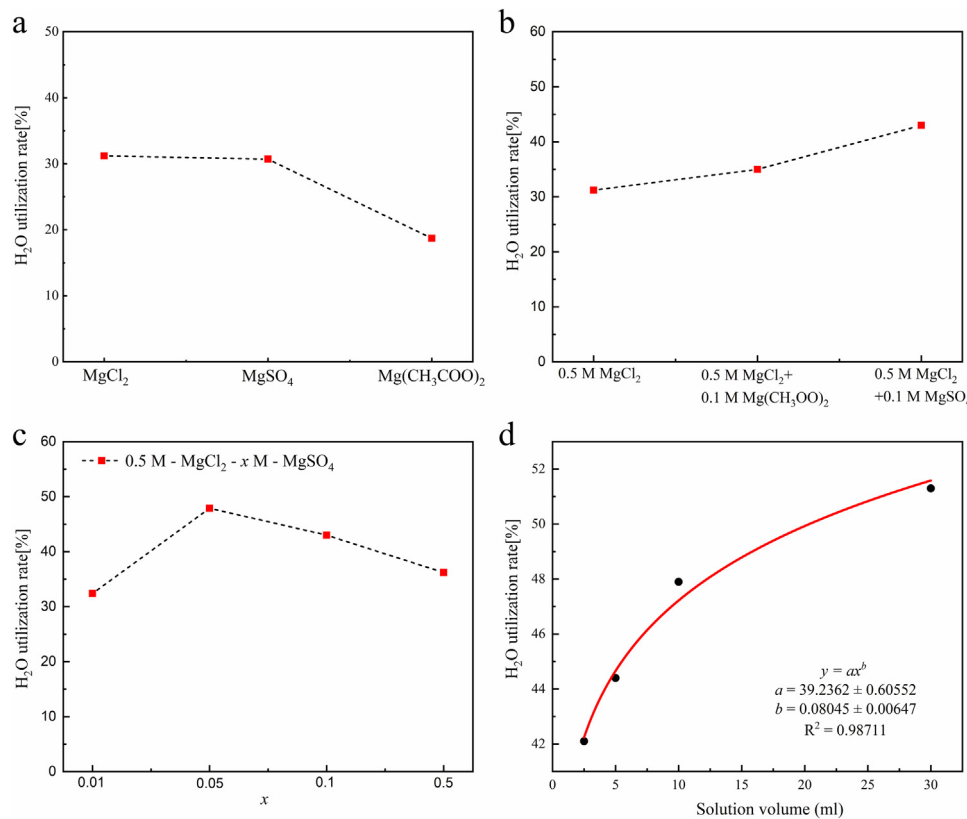 a
50
40
30
20
10
0
H₂O utilization rate[%]
MgCl₂
MgSO₄
Mg(CH₃COO)₂
b
60
50
40
30
20
10
0
H₂O utilization rate[%]
0.5 M MgCl₂
0.5 M MgCl₂+
0.1 M Mg(CH₃OO)₂
0.5 M MgCl₂
+0.1 M MgSO₄
c
60
50
40
30
20
10
0
H₂O utilization rate[%]
0.5 M - MgCl₂ - x M - MgSO₄
0.01
0.05
0.1
0.5
x
d
52
50
48
46
44
42
H₂O utilization rate[%]
y = axᵇ
a = 39.2362 ± 0.60552
b = 0.08045 ± 0.00647
R² = 0.98711
0
5
10
15
20
25
30
Solution volume (ml)